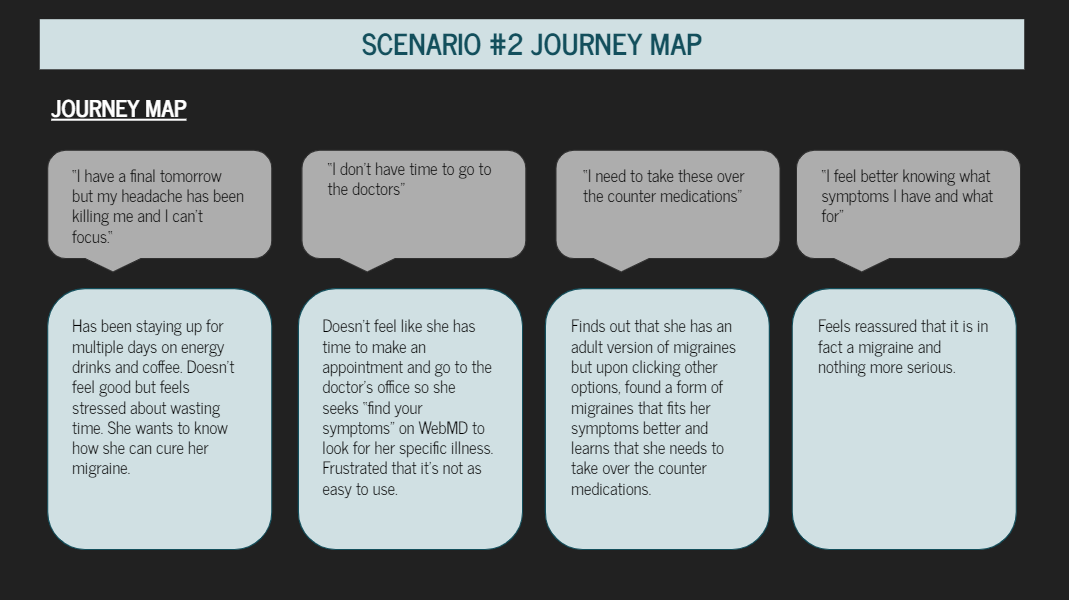 SCENARIO #2 JOURNEY MAP
JOURNEY MAP
"I have a final tomorrow
but my headache has been
killing me and I can't
focus."
"I don't have time to go to
the doctors"
"I need to take these over
the counter medications"
"I feel better knowing what
symptoms I have and what
for"
Has been staying up for
multiple days on energy
drinks and coffee. Doesn't
feel good but feels
stressed about wasting
time. She wants to know
how she can cure her
migraine.
Doesn't feel like she has
time to make an
appointment and go to the
doctor's office so she
seeks "find your
symptoms" on WebMD to
look for her specific illness.
Frustrated that it's not as
easy to use.
Finds out that she has an
adult version of migraines
but upon clicking other
options, found a form of
migraines that fits her
symptoms better and
learns that she needs to
take over the counter
medications.
Feels reassured that it is in
fact a migraine and
nothing more serious.